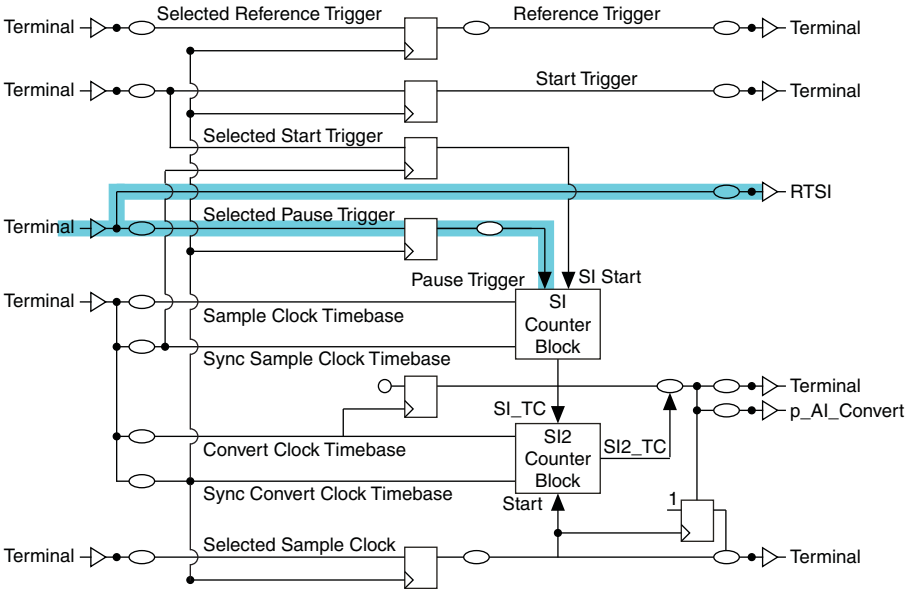 Terminal
Selected Reference Trigger
Reference Trigger
Terminal
Terminal
Start Trigger
Terminal
Selected Start Trigger
RTSI
Terminal
Selected Pause Trigger
Pause Trigger
SI Start
Terminal
Sample Clock Timebase
SI
Counter
Block
Sync Sample Clock Timebase
Terminal
SI_TC
p_AI_Convert
Convert Clock Timebase
SI2
Counter
Block
SI2_TC
Sync Convert Clock Timebase
Start
1
Terminal
Selected Sample Clock
Terminal